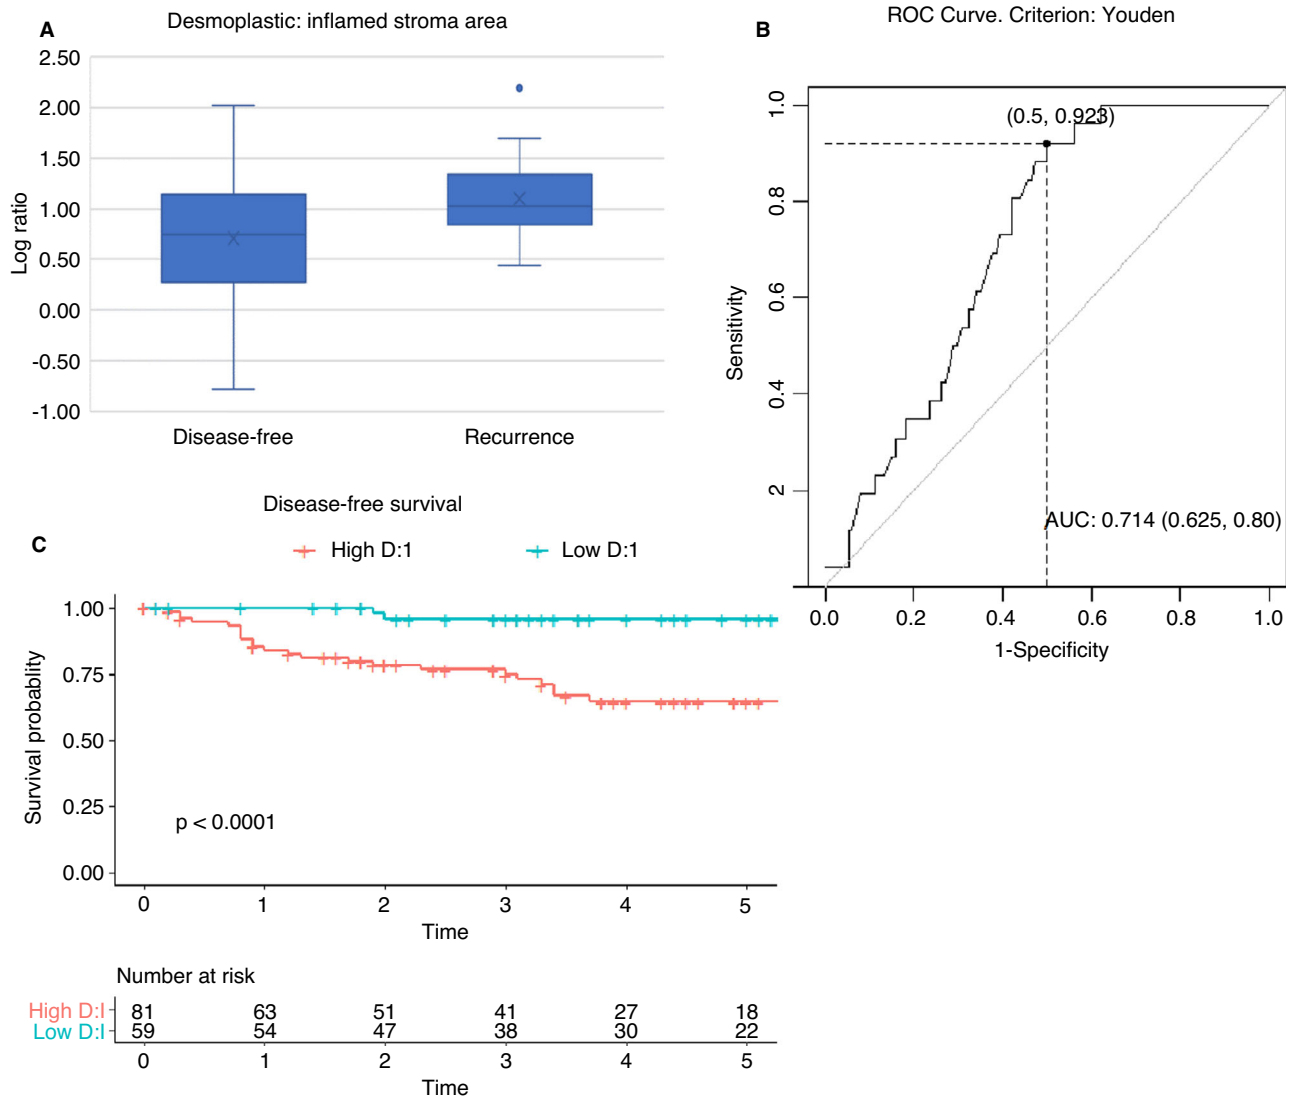 A
Desmoplastic: inflamed stroma area
2.50
2.00
1.50
1.00
0.50
0.00
-0.50
-1.00
Log ratio
Disease-free
Recurrence
B
ROC Curve. Criterion: Youden
(0.5, 0.923)
1.0
0.8
0.6
0.4
2
Sensitivity
AUC: 0.714 (0.625, 0.80)
0.0 0.2 0.4 0.6 0.8 1.0
1-Specificity
C
Disease-free survival
High D:1 Low D:1
1.00
0.75
0.50
0.25
0.00
Survival probablity
p < 0.0001
0 1 2 3 4 5
Time
Number at risk
High D:I 81 63 51 41 27 18
Low D:I 59 54 47 38 30 22
0 1 2 3 4 5
Time